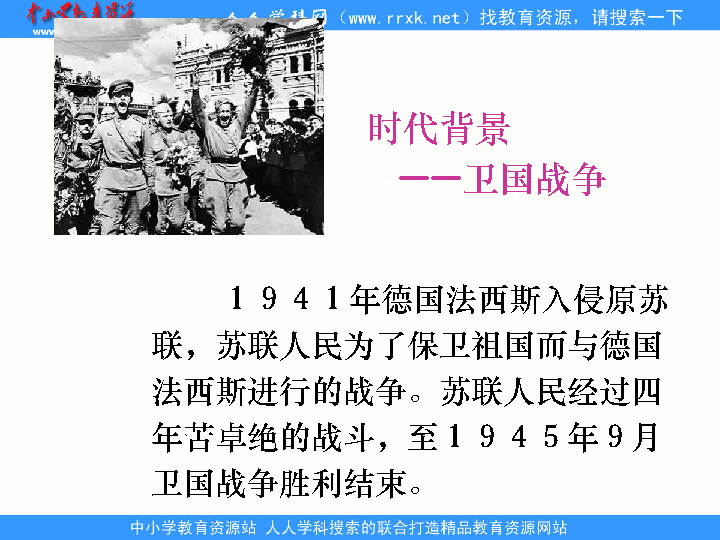 中小学教育资源站 人人学科网（www.rrxk.net）找教育资源，请搜索一下
www
时代背景
——卫国战争
１９４１年德国法西斯入侵原苏
联，苏联人民为了保卫祖国而与德国
法西斯进行的战争。苏联人民经过四
年苦卓绝的战斗，至１９４５年９月
卫国战争胜利结束。
中小学教育资源站 人人学科搜索的联合打造精品教育资源网站